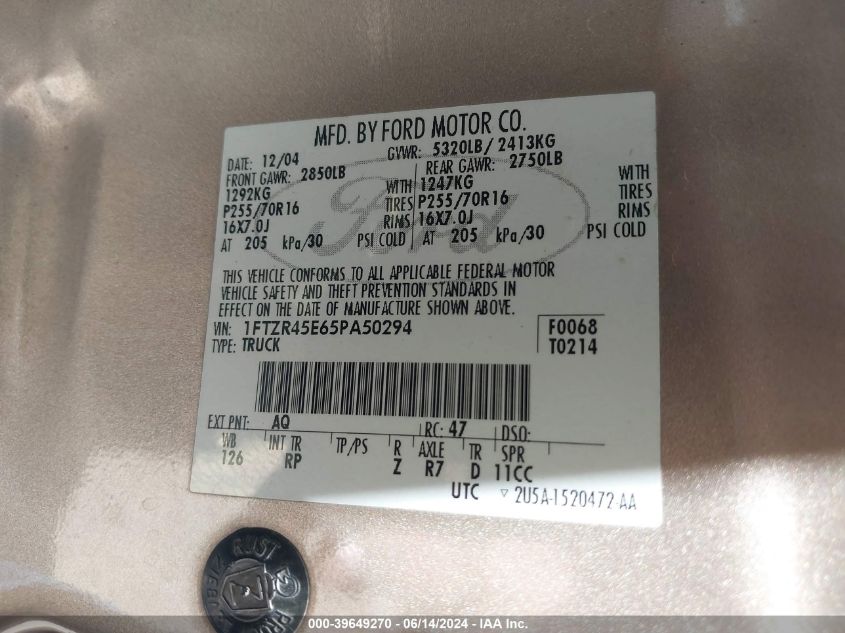 MFD. BY FORD MOTOR CO.
DATE: 12/04 GVWR: 5320LB/ 2413KG
FRONT GAWR: 2850LB REAR GAWR: 2750LB
1292KG WITH 1247KG WITH
P255/70R16 TIRES P255/70R16 TIRES
16X7.0J RIMS 16X7.0J RIMS
AT 205 kPa/30 PSI COLD AT 205 kPa/30 PSI COLD
Ford
THIS VEHICLE CONFORMS TO ALL APPLICABLE FEDERAL MOTOR
VEHICLE SAFETY AND THEFT PREVENTION STANDARDS IN
EFFECT ON THE DATE OF MANUFACTURE SHOWN ABOVE.
VIN: 1FTZR45E65PA50294 F0068
TYPE: TRUCK T0214
EXT PNT: AQ RC: 47 DSO:
WB INT TR TP/PS R AXLE TR SPR
126 RP Z R7 D 11CC
UTC ▽ 2U5A-1520472-AA
RUST
000-39649270 - 06/14/2024 - IAA Inc.